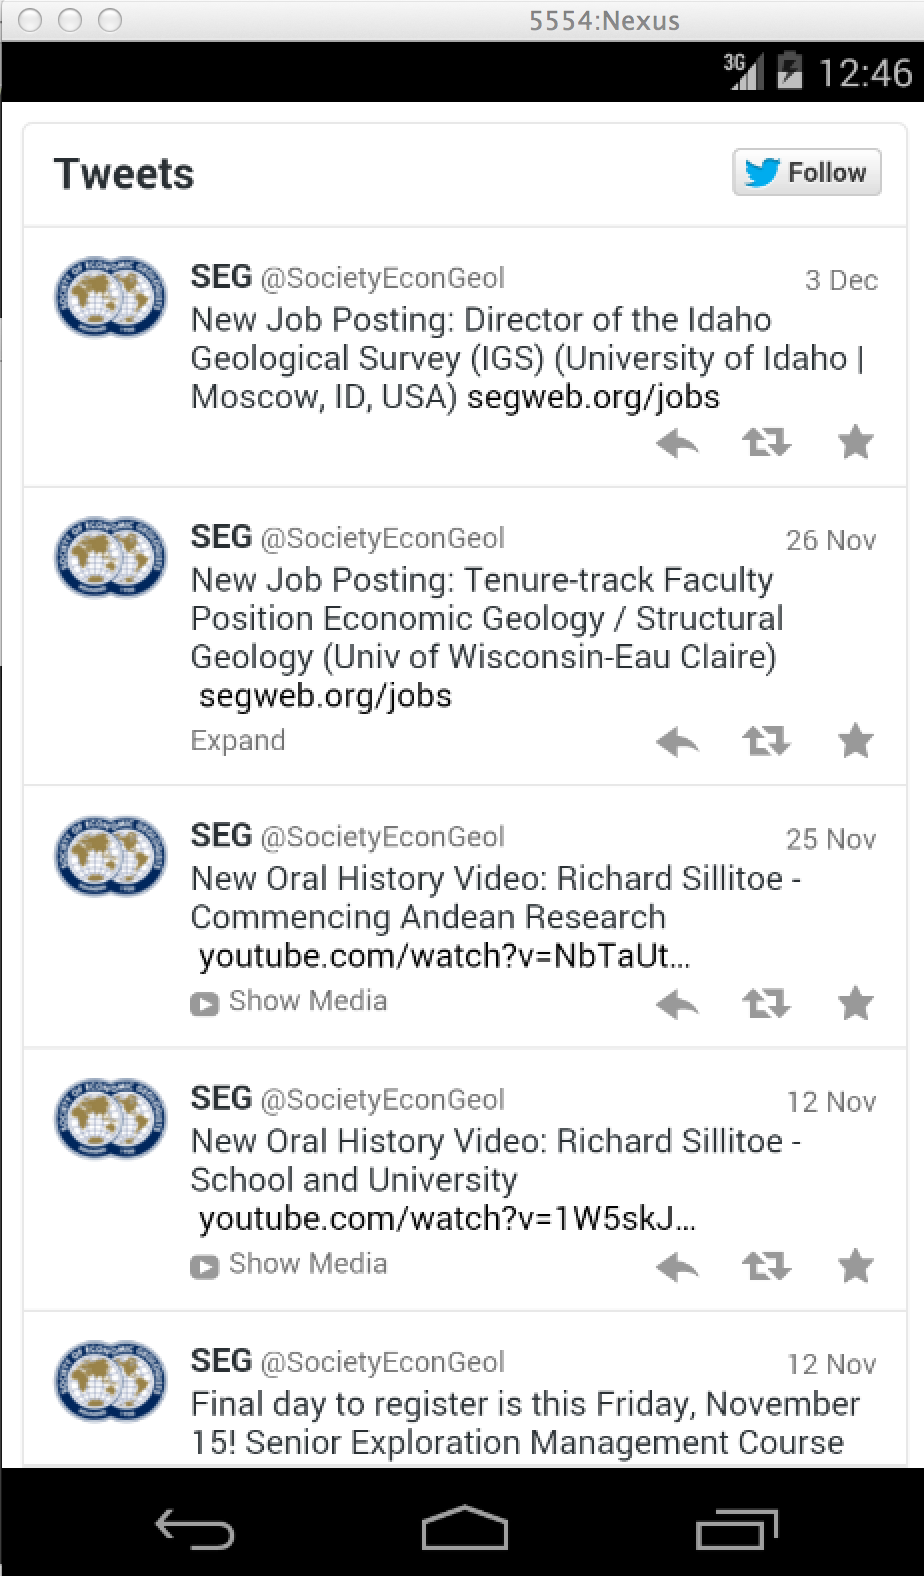 5554:Nexus
3G 12:46
Tweets
Follow
SEG @SocietyEconGeol 3 Dec
New Job Posting: Director of the Idaho
Geological Survey (IGS) (University of Idaho |
Moscow, ID, USA) segweb.org/jobs
SEG @SocietyEconGeol 26 Nov
New Job Posting: Tenure-track Faculty
Position Economic Geology / Structural
Geology (Univ of Wisconsin-Eau Claire)
segweb.org/jobs
Expand
SEG @SocietyEconGeol 25 Nov
New Oral History Video: Richard Sillitoe -
Commencing Andean Research
youtube.com/watch?v=NbTaUt...
Show Media
SEG @SocietyEconGeol 12 Nov
New Oral History Video: Richard Sillitoe -
School and University
youtube.com/watch?v=1W5skJ...
Show Media
SEG @SocietyEconGeol 12 Nov
Final day to register is this Friday, November
15! Senior Exploration Management Course